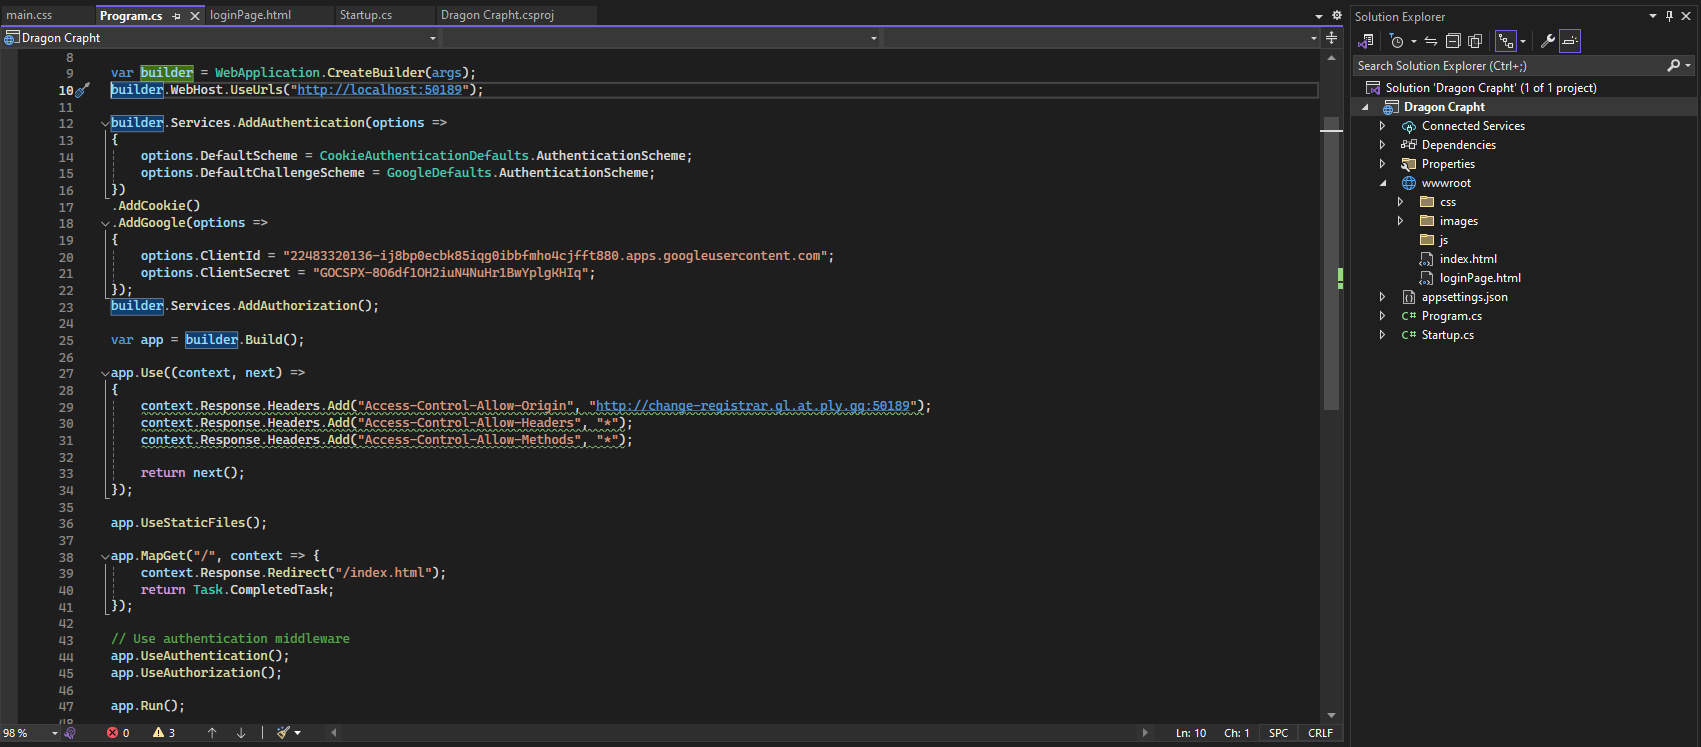 main.css
Program.cs
loginPage.html
Startup.cs
Dragon Crapht.csproj
Dragon Crapht
8
9 var builder = WebApplication.CreateBuilder(args);
10 builder.WebHost.UseUrls("http://localhost:50189");
11
12 builder.Services.AddAuthentication(options =>
13 {
14 options.DefaultScheme = CookieAuthenticationDefaults.AuthenticationScheme;
15 options.DefaultChallengeScheme = GoogleDefaults.AuthenticationScheme;
16 })
17 .AddCookie()
18 .AddGoogle(options =>
19 {
20 options.ClientId = "22483320136-ij8bp0ecbk85iqg0ibbfmho4cjfft880.apps.googleusercontent.com";
21 options.ClientSecret = "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";
22 });
23 builder.Services.AddAuthorization();
24
25 var app = builder.Build();
26
27 app.Use((context, next) =>
28 {
29 context.Response.Headers.Add("Access-Control-Allow-Origin", "http://change-registrar.gl.at.ply.gg:50189");
30 context.Response.Headers.Add("Access-Control-Allow-Headers", "*");
31 context.Response.Headers.Add("Access-Control-Allow-Methods", "*");
32
33 return next();
34 });
35
36 app.UseStaticFiles();
37
38 app.MapGet("/", context => {
39 context.Response.Redirect("/index.html");
40 return Task.CompletedTask;
41 });
42
43 // Use authentication middleware
44 app.UseAuthentication();
45 app.UseAuthorization();
46
47 app.Run();
48
98 %
0
3
Ln: 10
Ch: 1
SPC
CRLF
Solution Explorer
Search Solution Explorer (Ctrl+;)
Solution 'Dragon Crapht' (1 of 1 project)
Dragon Crapht
Connected Services
Dependencies
Properties
wwwroot
css
images
js
index.html
loginPage.html
appsettings.json
C# Program.cs
C# Startup.cs